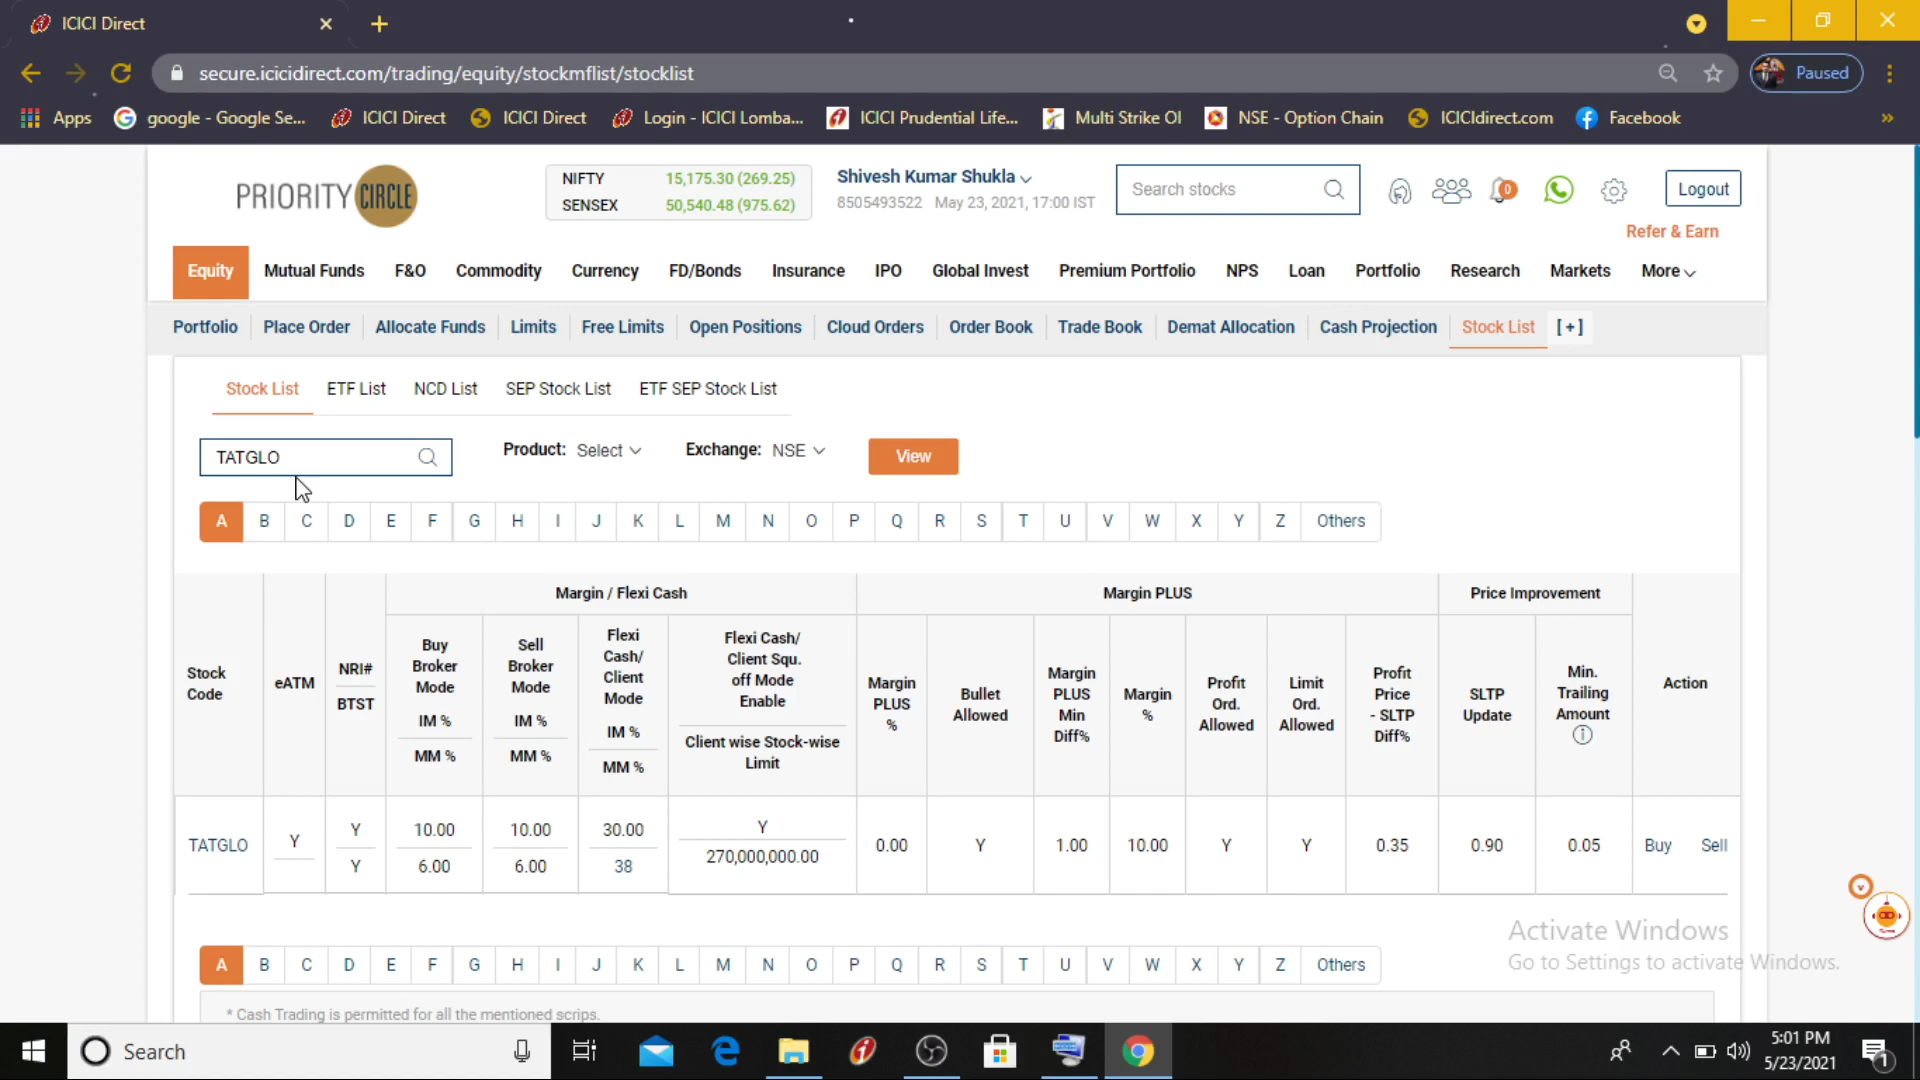 ICICI Direct
secure.icicidirect.com/trading/equity/stockmflist/stocklist
Paused
Apps
google - Google Se...
ICICI Direct
ICICI Direct
Login - ICICI Lomba...
ICICI Prudential Life...
Multi Strike OI
NSE - Option Chain
ICICIdirect.com
Facebook
»
PRIORITY CIRCLE
NIFTY 15,175.30 (269.25)
SENSEX 50,540.48 (975.62)
Shivesh Kumar Shukla
8505493522 May 23, 2021, 17:00 IST
Search stocks
0
Logout
Refer & Earn
Equity Mutual Funds F&O Commodity Currency FD/Bonds Insurance IPO Global Invest Premium Portfolio NPS Loan Portfolio Research Markets More
Portfolio Place Order Allocate Funds Limits Free Limits Open Positions Cloud Orders Order Book Trade Book Demat Allocation Cash Projection Stock List [+]
Stock List ETF List NCD List SEP Stock List ETF SEP Stock List
TATGLO
Product: Select
Exchange: NSE
View
A B C D E F G H I J K L M N O P Q R S T U V W X Y Z Others
Margin / Flexi Cash
Margin PLUS
Price Improvement
Stock
Code
eATM
NRI#
BTST
Buy
Broker
Mode
IM %
MM %
Sell
Broker
Mode
IM %
MM %
Flexi
Cash/
Client
Mode
IM %
MM %
Flexi Cash/
Client Squ.
off Mode
Enable
Client wise Stock-wise
Limit
Margin
PLUS
%
Bullet
Allowed
Margin
PLUS
Min
Diff%
Margin
%
Profit
Ord.
Allowed
Limit
Ord.
Allowed
Profit
Price
- SLTP
Diff%
SLTP
Update
Min.
Trailing
Amount
Action
TATGLO
Y
Y
Y
10.00
6.00
10.00
6.00
30.00
38
Y
270,000,000.00
0.00
Y
1.00
10.00
Y
Y
0.35
0.90
0.05
Buy Sell
A B C D E F G H I J K L M N O P Q R S T U V W X Y Z Others
* Cash Trading is permitted for all the mentioned scrips.
Activate Windows
Go to Settings to activate Windows.
Search
5:01 PM
5/23/2021
1